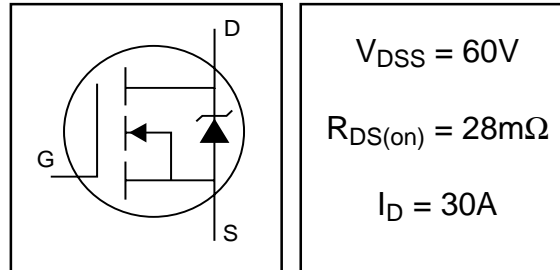 D
G
S
V_DSS = 60V
R_DS(on) = 28mΩ
I_D = 30A